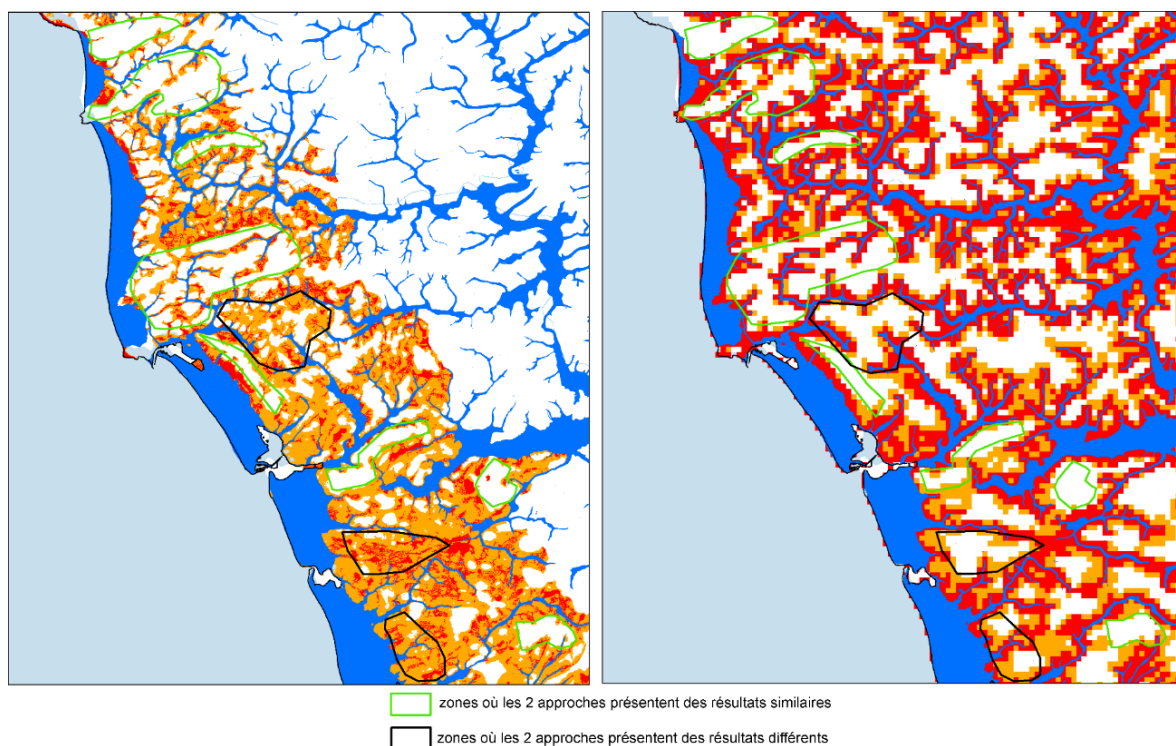 zones où les 2 approches présentent des résultats similaires
zones où les 2 approches présentent des résultats différents